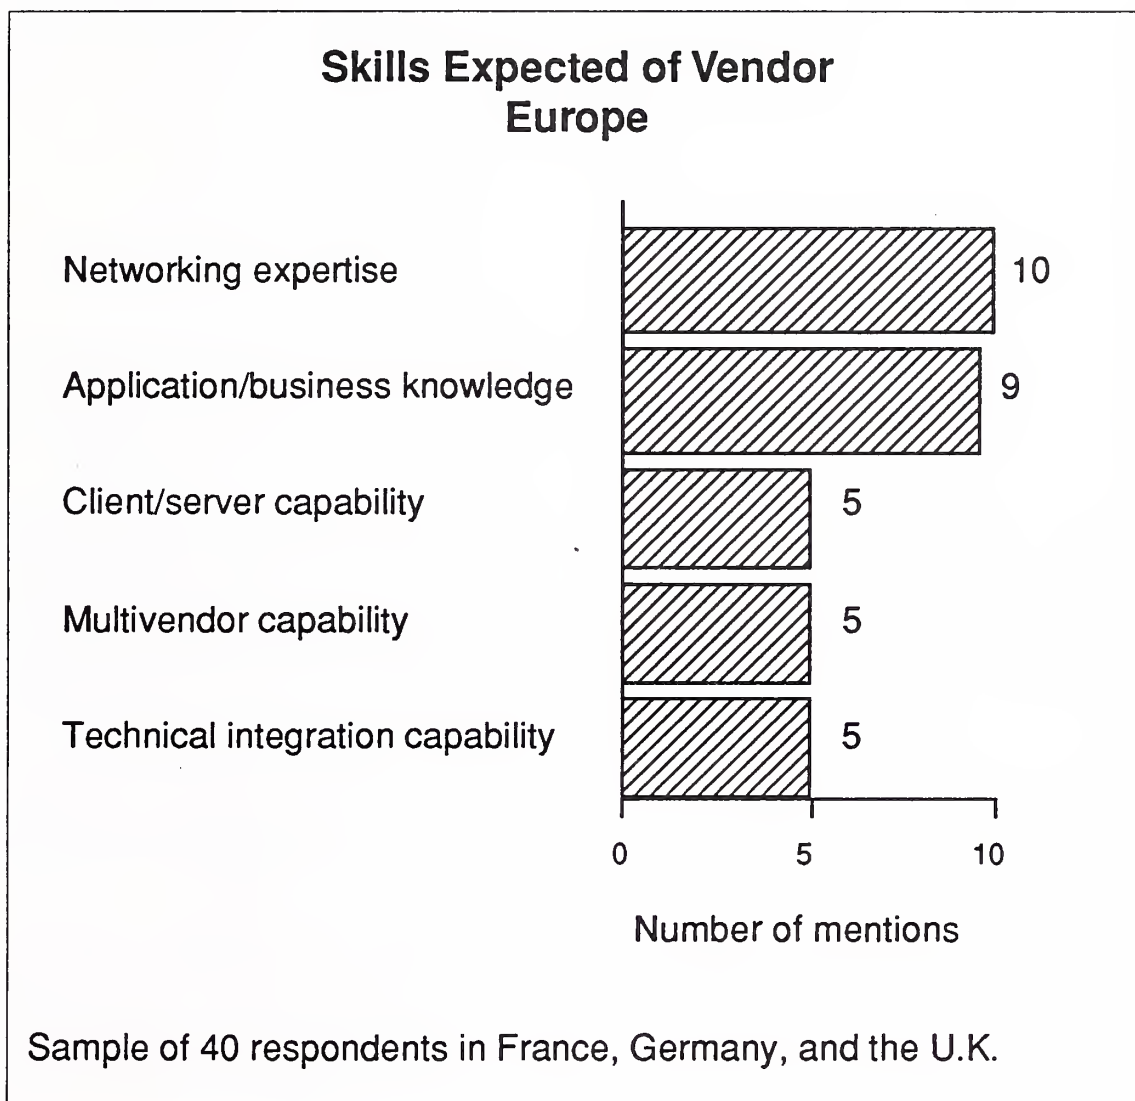 Skills Expected of Vendor
Europe
Networking expertise 10
Application/business knowledge 9
Client/server capability 5
Multivendor capability 5
Technical integration capability 5
0 5 10
Number of mentions
Sample of 40 respondents in France, Germany, and the U.K.